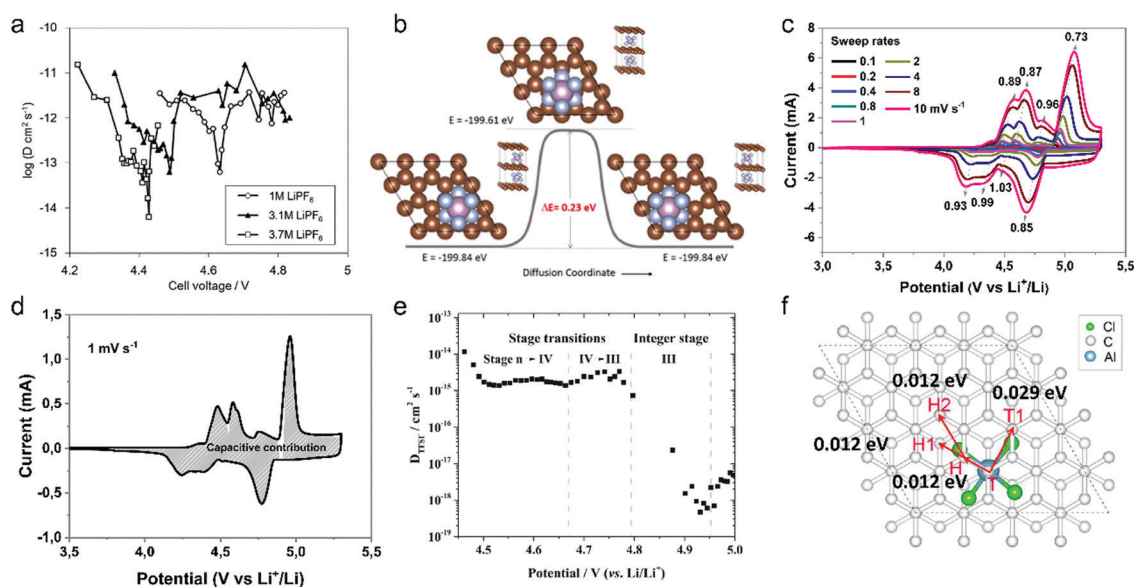 a
-10
-11
-12
-13
-14
-15
log (D cm² s⁻¹)
1M LiPF₆
3.1M LiPF₆
3.7M LiPF₆
4.2 4.4 4.6 4.8 5
Cell voltage / V
b
E = -199.61 eV
ΔE= 0.23 eV
E = -199.84 eV
E = -199.84 eV
Diffusion Coordinate
c
Sweep rates
0.1 2
0.2 4
0.4 8
0.8 10 mV s⁻¹
1
0.89
0.87
0.96
0.73
0.93
0.99
1.03
0.85
8
6
4
2
0
-2
-4
-6
Current (mA)
3,0 3,5 4,0 4,5 5,0
Potential (V vs Li⁺/Li)
d
1 mV s⁻¹
Capacitive contribution
1,5
1,0
0,5
0,0
-0,5
-1,0
Current (mA)
3,5 4,0 4,5 5,0 5,5
Potential (V vs Li⁺/Li)
e
Stage transitions Integer stage
Stage n IV IV III III
10⁻¹³
10⁻¹⁴
10⁻¹⁵
10⁻¹⁶
10⁻¹⁷
10⁻¹⁸
10⁻¹⁹
/ cm² s⁻¹
4.5 4.6 4.7 4.8 4.9 5.0
Potential / V (vs. Li/Li⁺)
f
Cl
C
Al
0.012 eV
0.029 eV
H2
T1
0.012 eV
H1
H
T
0.012 eV